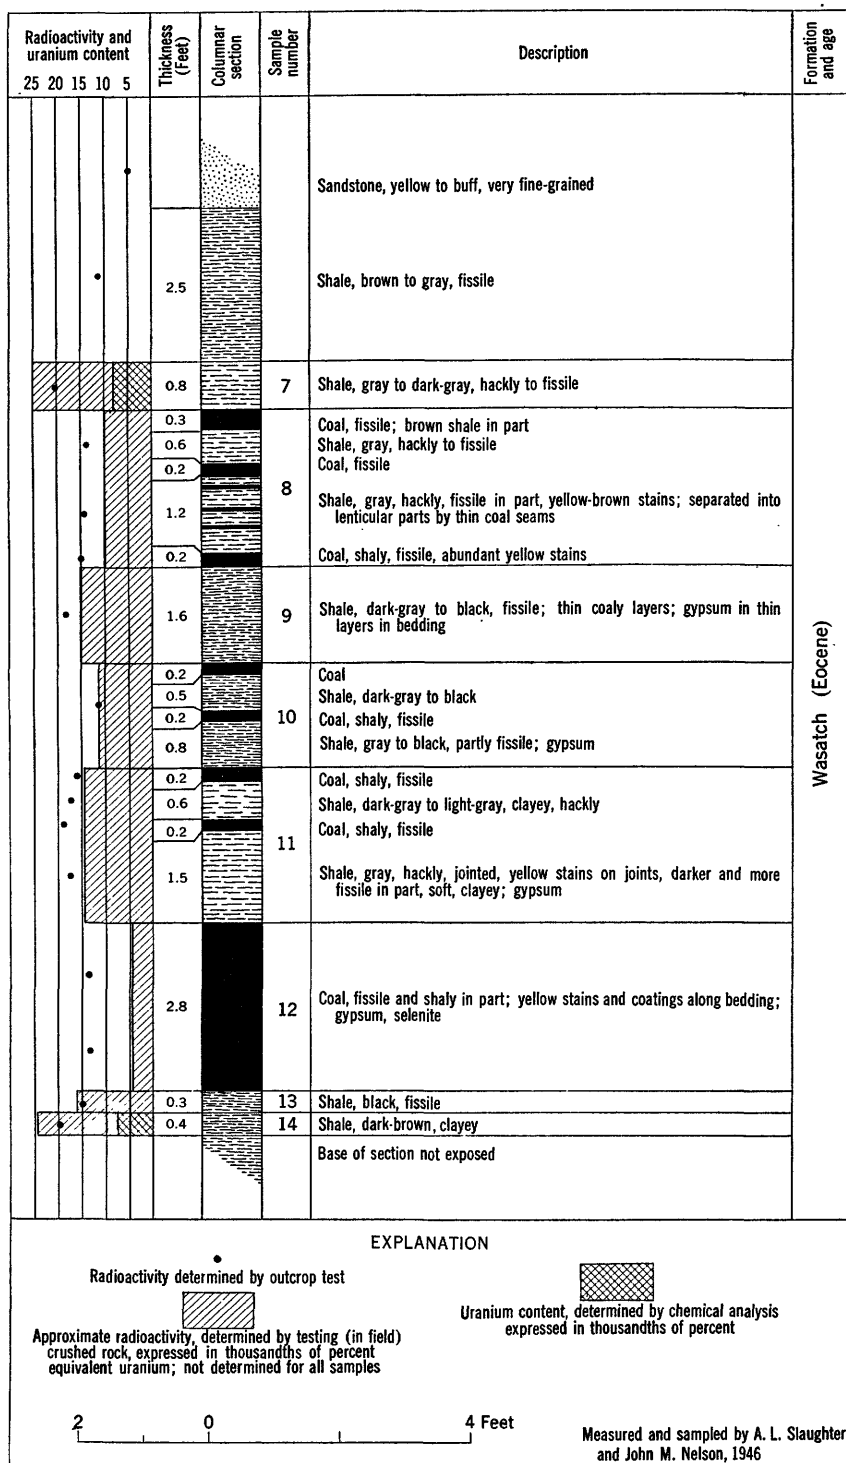 Radioactivity and
uranium content
25 20 15 10 5
Thickness
(Feet)
Columnar
section
Sample
number
Description
Formation
and age
Sandstone, yellow to buff, very fine-grained
2.5
Shale, brown to gray, fissile
0.8
7
Shale, gray to dark-gray, hackly to fissile
0.3
Coal, fissile; brown shale in part
0.6
Shale, gray, hackly to fissile
0.2
Coal, fissile
8
1.2
Shale, gray, hackly, fissile in part, yellow-brown stains; separated into
lenticular parts by thin coal seams
0.2
Coal, shaly, fissile, abundant yellow stains
1.6
9
Shale, dark-gray to black, fissile; thin coaly layers; gypsum in thin
layers in bedding
0.2
Coal
0.5
Shale, dark-gray to black
10
0.2
Coal, shaly, fissile
0.8
Shale, gray to black, partly fissile; gypsum
0.2
Coal, shaly, fissile
0.6
Shale, dark-gray to light-gray, clayey, hackly
0.2
Coal, shaly, fissile
11
1.5
Shale, gray, hackly, jointed, yellow stains on joints, darker and more
fissile in part, soft, clayey; gypsum
2.8
12
Coal, fissile and shaly in part; yellow stains and coatings along bedding;
gypsum, selenite
0.3
13
Shale, black, fissile
0.4
14
Shale, dark-brown, clayey
Base of section not exposed
Wasatch (Eocene)
EXPLANATION
Radioactivity determined by outcrop test
Approximate radioactivity, determined by testing (in field)
crushed rock, expressed in thousandths of percent
equivalent uranium; not determined for all samples
Uranium content, determined by chemical analysis
expressed in thousandths of percent
2 0 4 Feet
Measured and sampled by A. L. Slaughter
and John M. Nelson, 1946